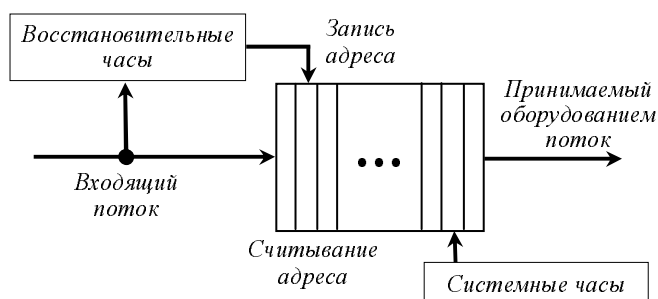 Восстановительные
часы
Запись
адреса
Принимаемый
оборудованием
поток
Входящий
поток
Считывание
адреса
Системные часы